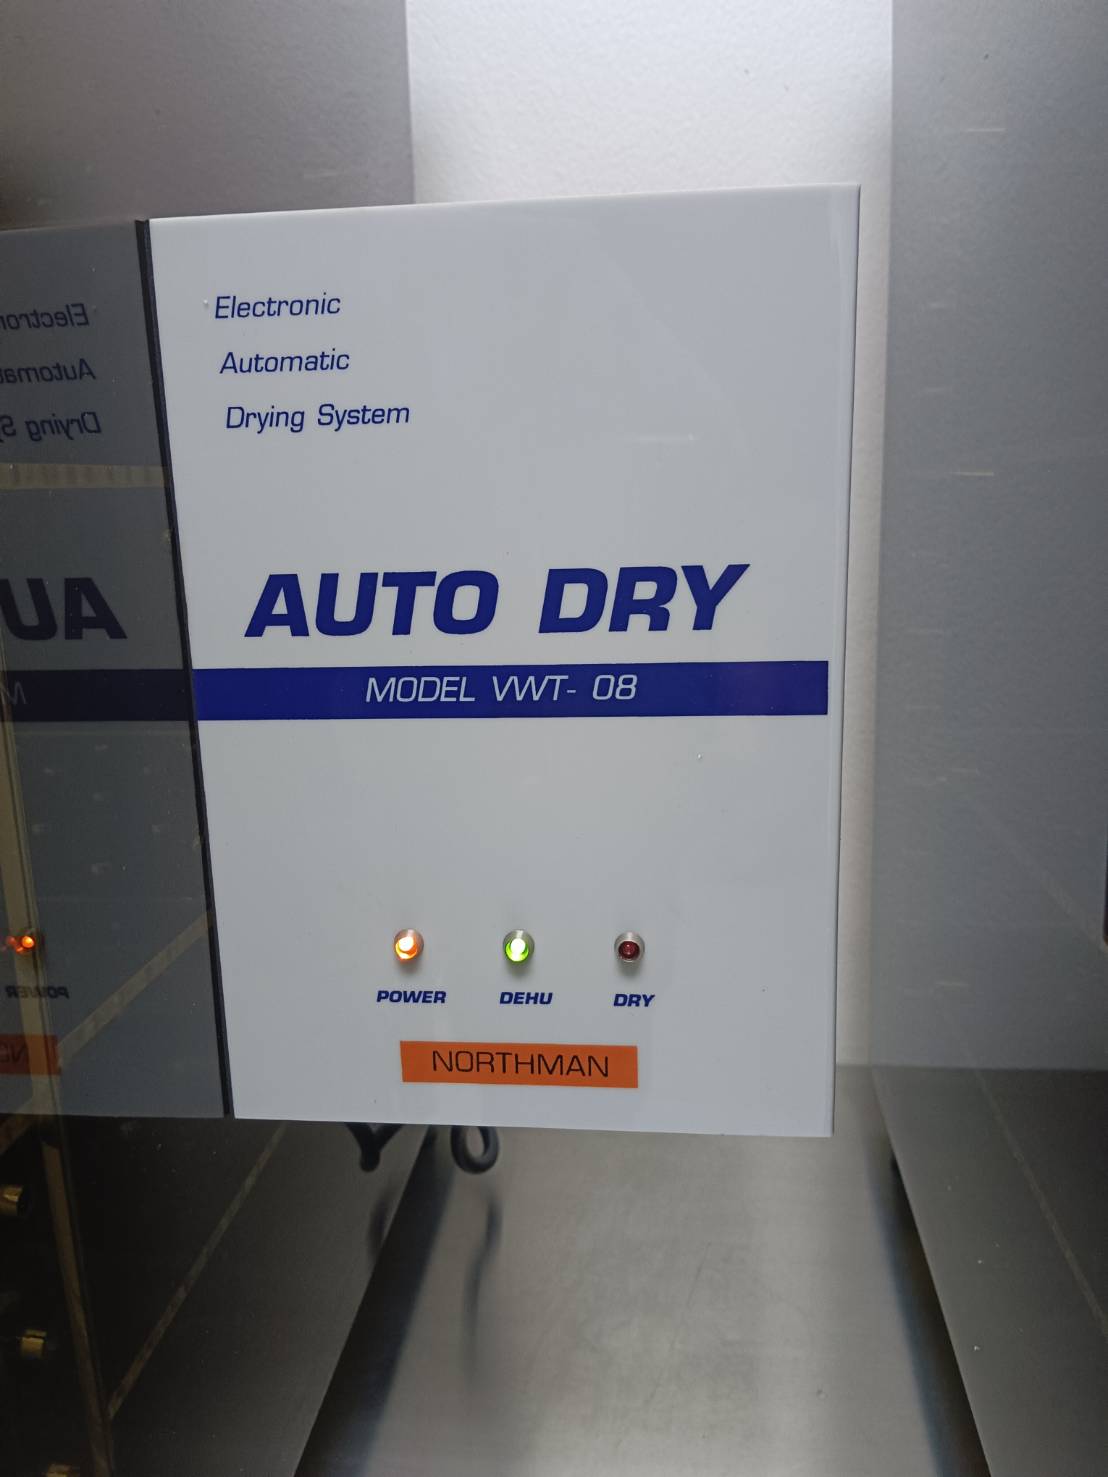 Electronic
Automatic
Drying System
AUTO DRY
MODEL VWT- 08
POWER DEHU DRY
NORTHMAN